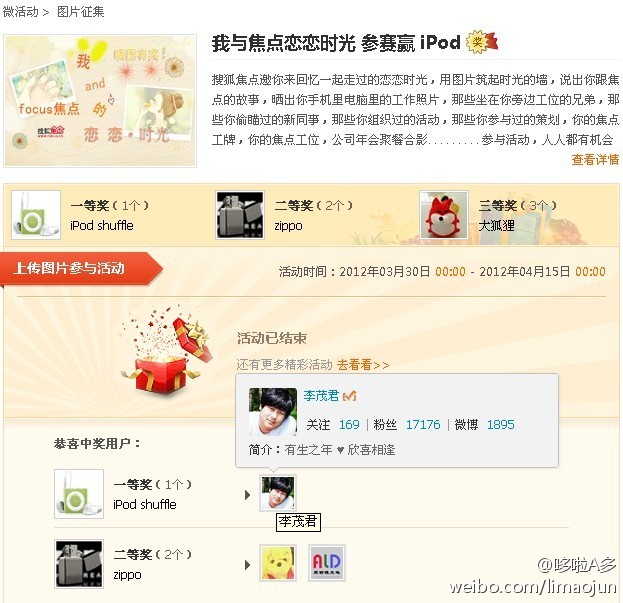 微活动 > 图片征集
我与焦点恋恋时光 参赛赢 iPod 奖
我 晒图有奖!
and
focus焦点 的
恋 恋·时光
搜狐焦点邀你来回忆一起走过的恋恋时光，用图片筑起时光的墙，说出你跟焦
点的故事，晒出你手机里电脑里的工作照片，那些坐在你旁边工位的兄弟，那
些你偷瞄过的新同事，那些你组织过的活动，那些你参与过的策划，你的焦点
工牌，你的焦点工位，公司年会聚餐合影.........参与活动，人人都有机会
查看详情
一等奖（1个） 二等奖（2个） 三等奖（3个）
iPod shuffle zippo 大狐狸
上传图片参与活动 活动时间：2012年03月30日 00:00 - 2012年04月15日 00:00
活动已结束
还有更多精彩活动 去看看>>
李茂君
关注 169 | 粉丝 17176 | 微博 1895
简介：有生之年 ♥ 欣喜相逢
恭喜中奖用户：
一等奖（1个）
iPod shuffle
李茂君
二等奖（2个）
zippo
ALD
@哆啦A多
weibo.com/limaojun